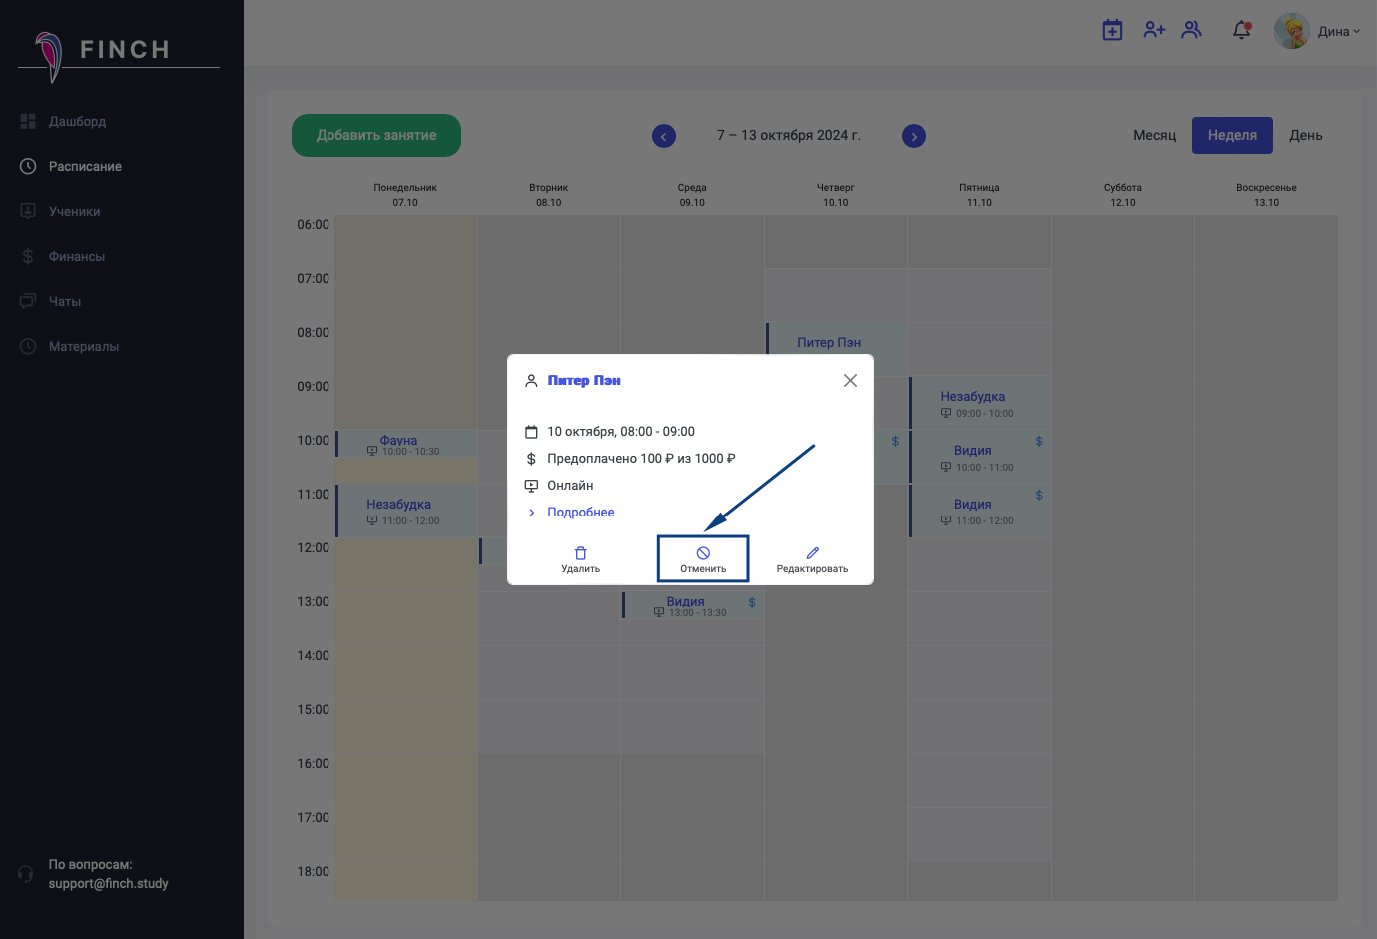 FINCH
Дина
Дашборд
Расписание
Ученики
Финансы
Чаты
Материалы
По вопросам:
support@finch.study
Добавить занятие
7 – 13 октября 2024 г.
Месяц
Неделя
День
Понедельник
07.10
Вторник
08.10
Среда
09.10
Четверг
10.10
Пятница
11.10
Суббота
12.10
Воскресенье
13.10
06:00
07:00
08:00
09:00
10:00
11:00
12:00
13:00
14:00
15:00
16:00
17:00
18:00
Фауна
10:00 - 10:30
Незабудка
11:00 - 12:00
Видия
13:00 - 13:30
$
Питер Пэн
$
Незабудка
09:00 - 10:00
Видия
$
10:00 - 11:00
Видия
$
11:00 - 12:00
Питер Пэн
10 октября, 08:00 - 09:00
$ Предоплачено 100 ₽ из 1000 ₽
Онлайн
Подробнее
Удалить
Отменить
Редактировать